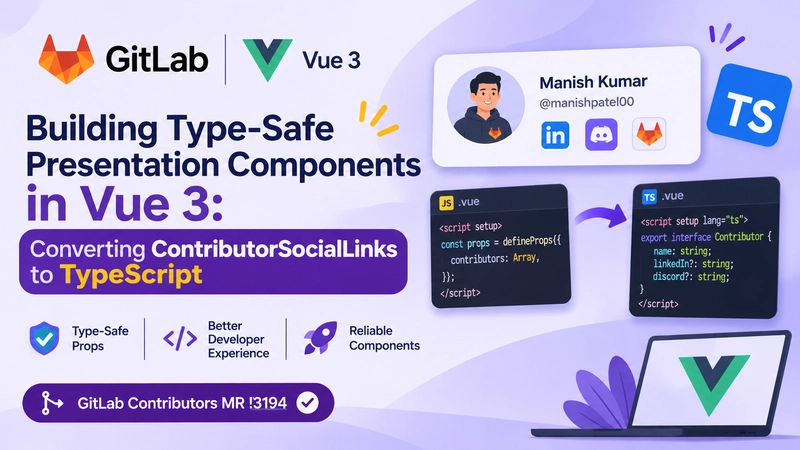 GitLab
Vue 3
Building Type-Safe
Presentation Components
in Vue 3:
Converting ContributorSocialLinks
to TypeScript
Type-Safe
Props
</>
Better
Developer
Experience
Reliable
Components
GitLab Contributors MR !3194
Manish Kumar
@manishpatel00
in
TS
JS .vue
<script setup>
const props = defineProps({
contributors: Array,
});
</script>
TS .vue
<script setup lang="ts">
export interface Contributor {
name: string;
linkedIn?: string;
discord?: string;
}
</script>